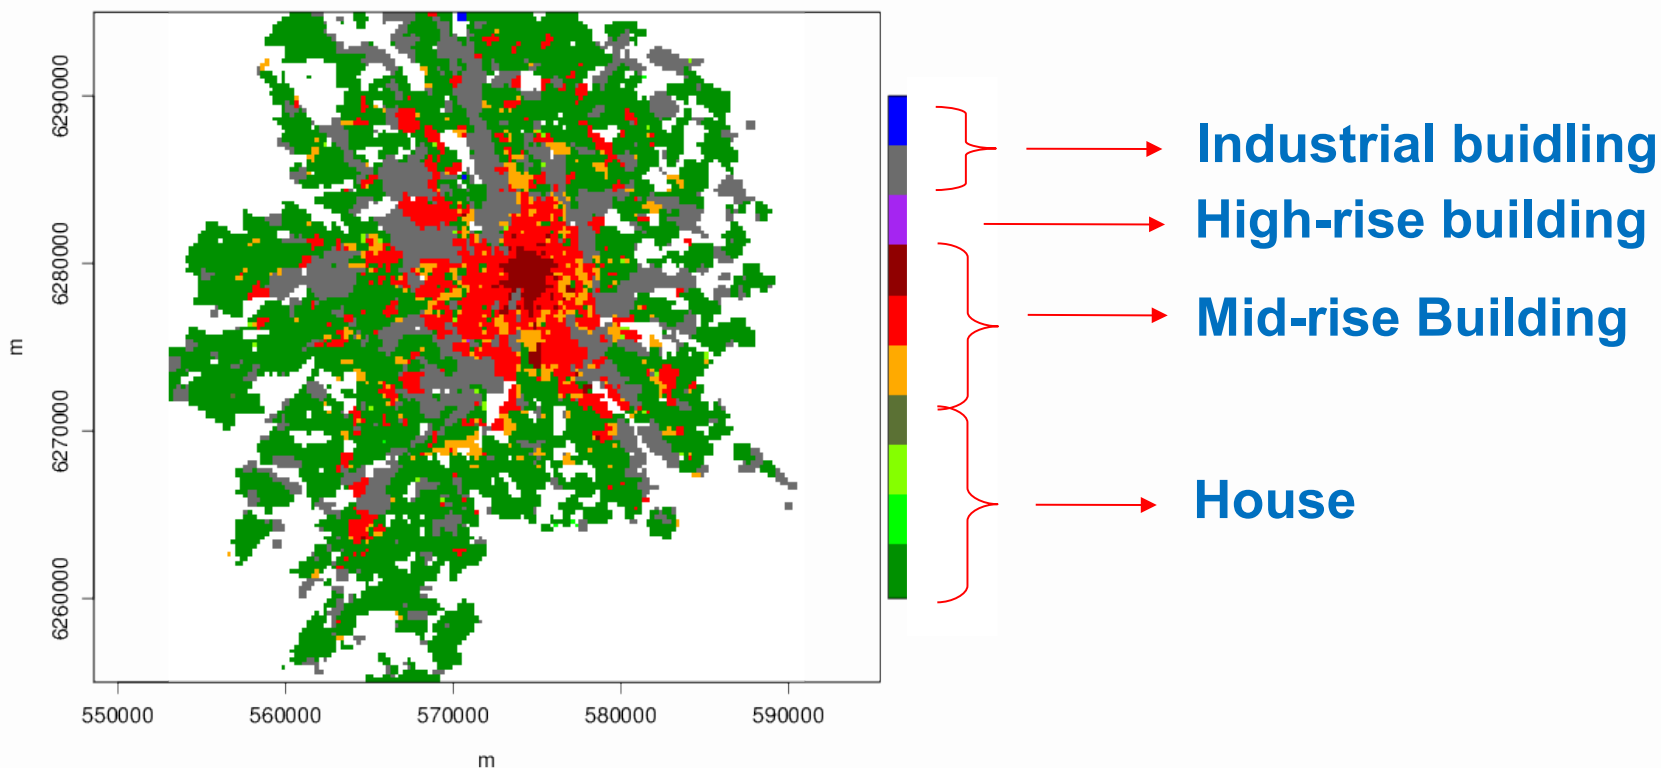 6290000
6280000
6270000
6260000
m
550000 560000 570000 580000 590000
m
Industrial buidling
High-rise building
Mid-rise Building
House